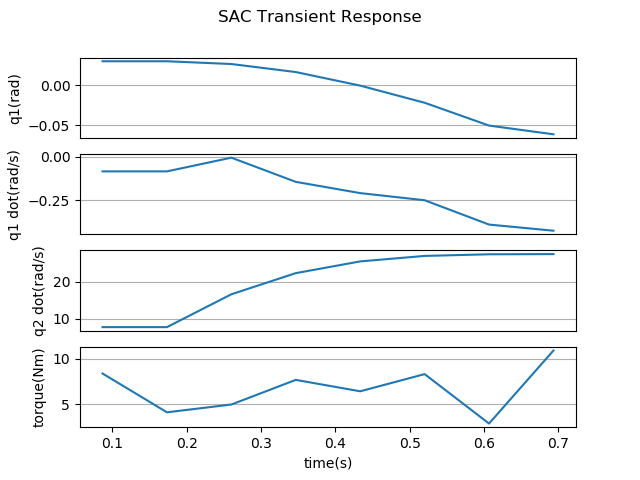 SAC Transient Response
q1(rad)
0.00
−0.05
q1 dot(rad/s)
0.00
−0.25
q2 dot(rad/s)
20
10
torque(Nm)
10
5
0.1 0.2 0.3 0.4 0.5 0.6 0.7
time(s)